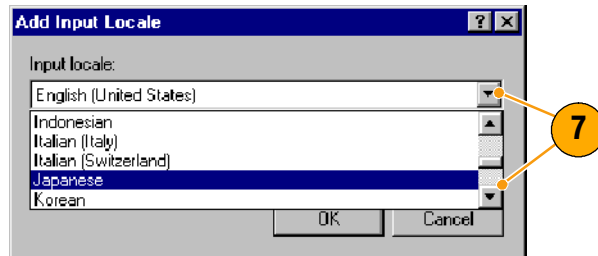 Add Input Locale
Input locale:
English (United States)
Indonesian
Italian (Italy)
Italian (Switzerland)
Japanese
Korean
OK Cancel
7